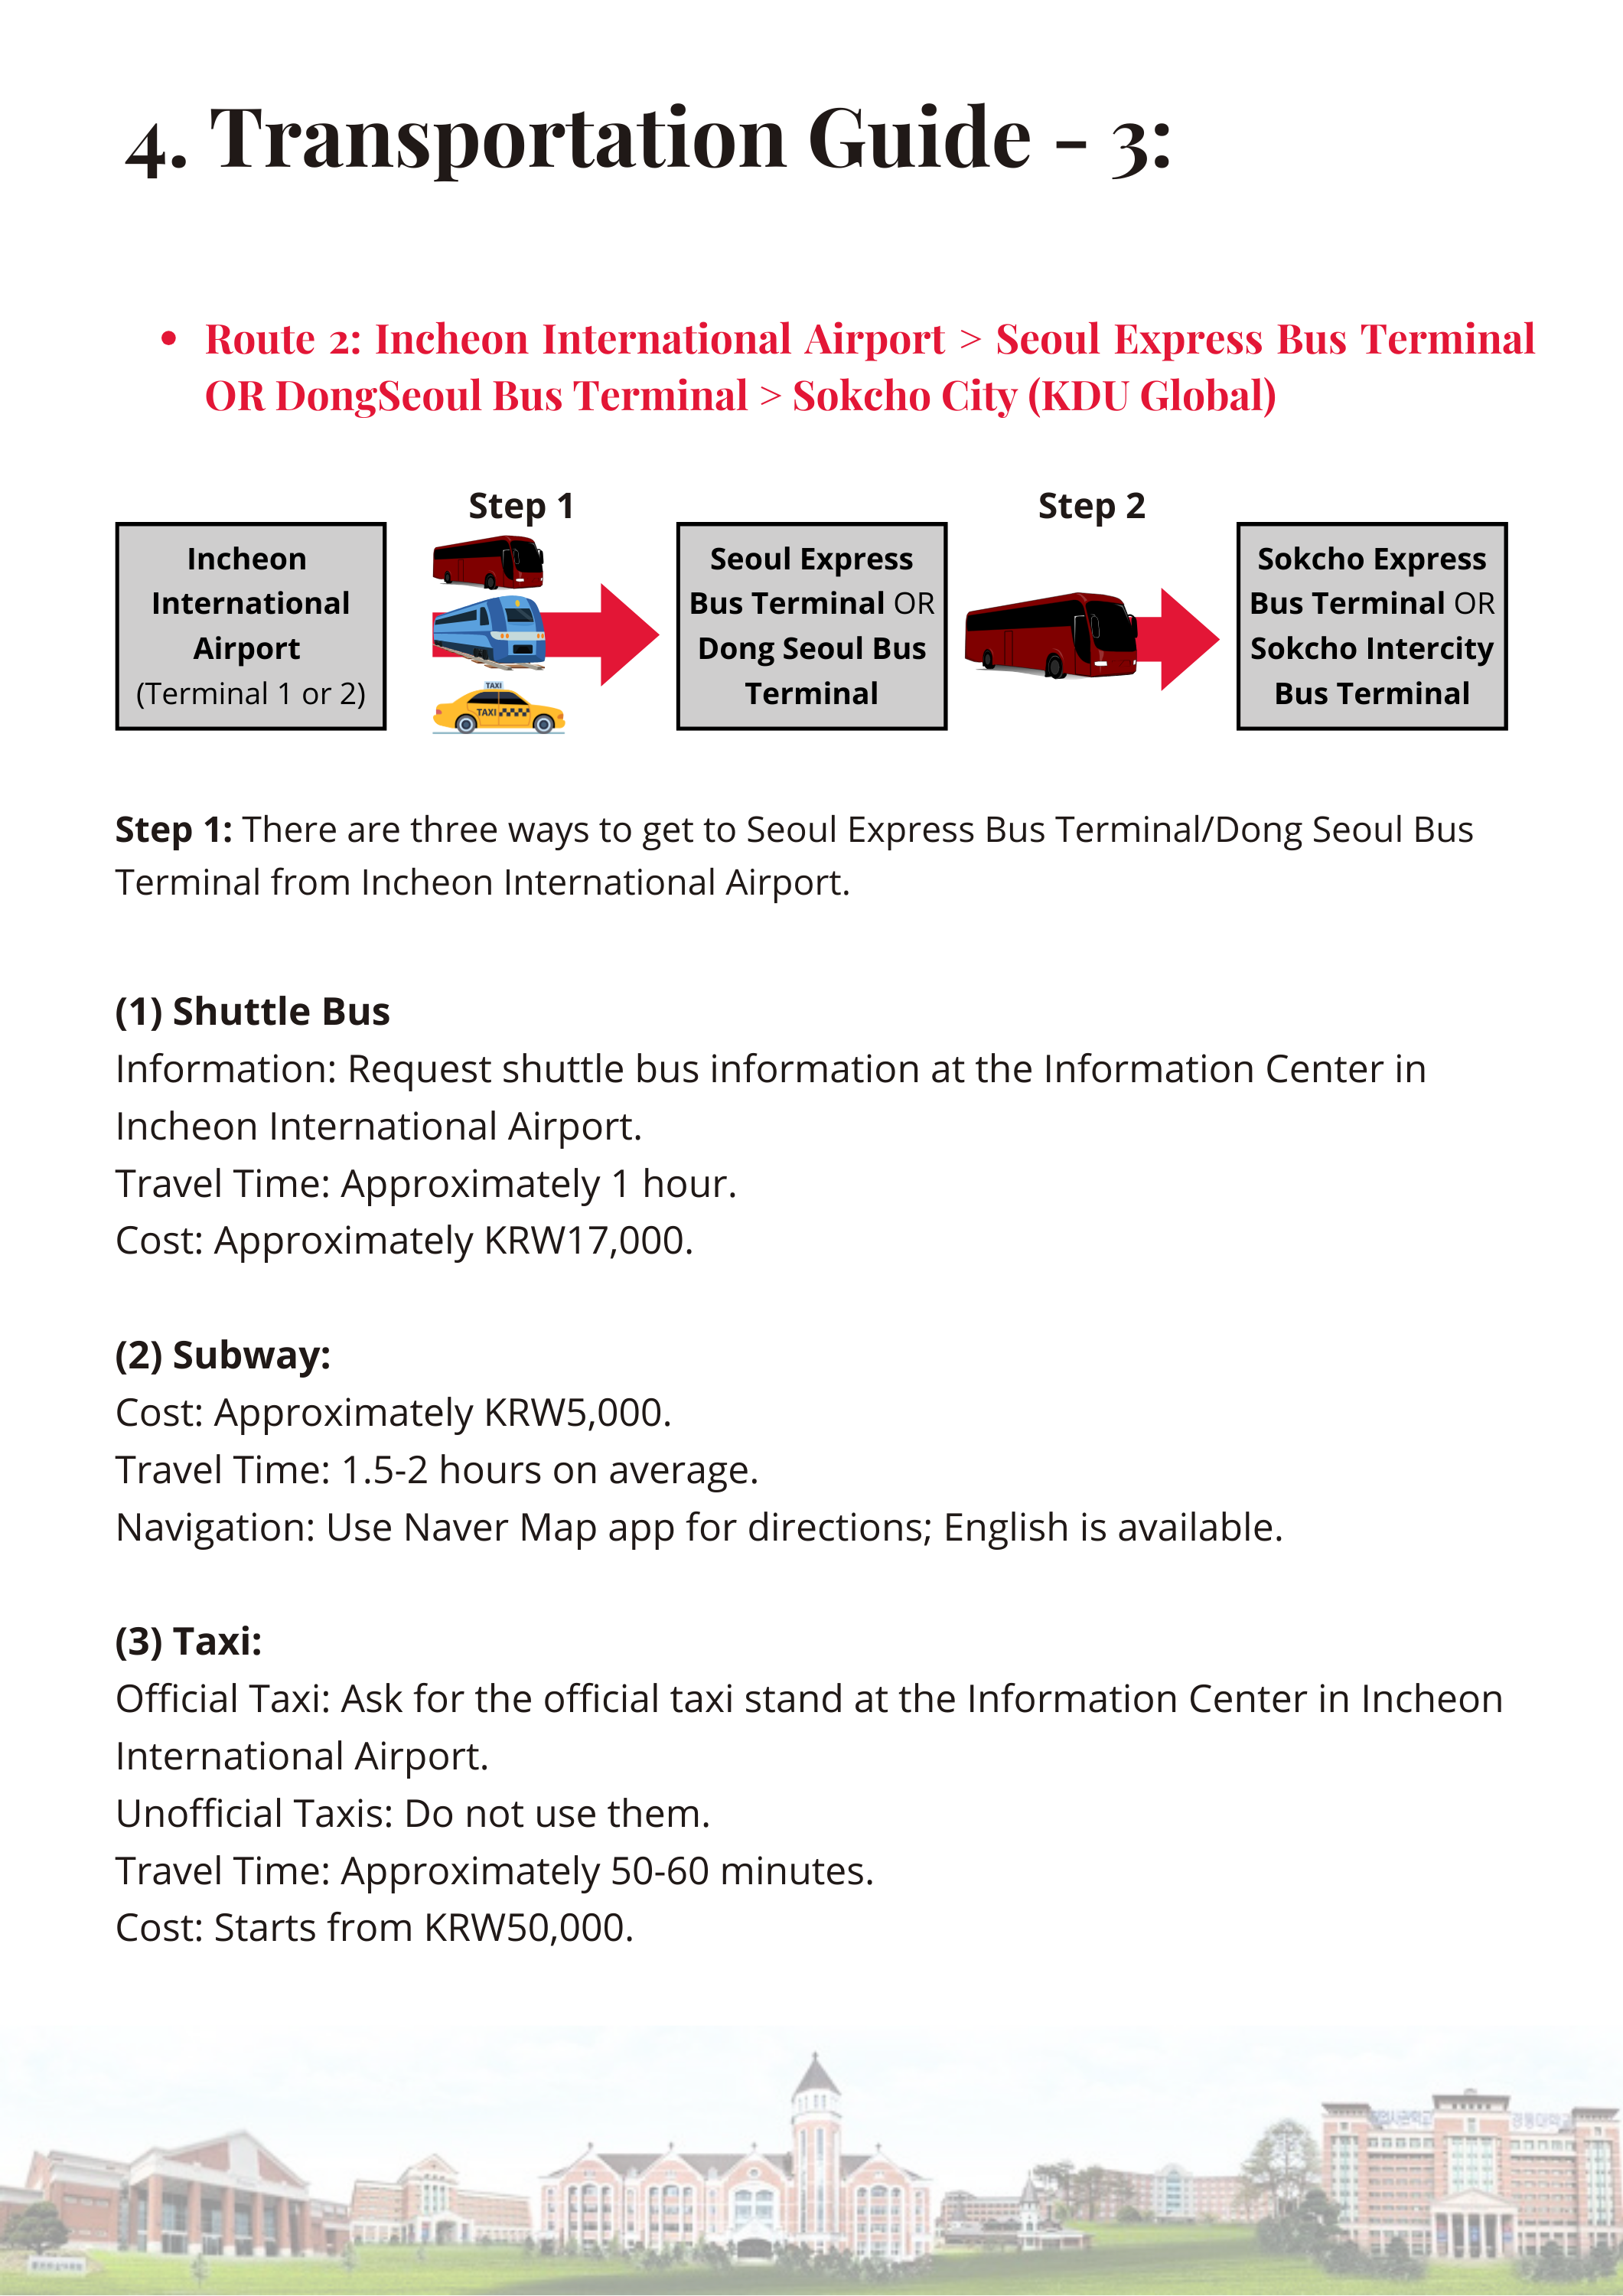 4. Transportation Guide - 3:
• Route 2: Incheon International Airport > Seoul Express Bus Terminal
OR DongSeoul Bus Terminal > Sokcho City (KDU Global)
Step 1
Step 2
Incheon
International
Airport
(Terminal 1 or 2)
TAXI
TAXI
Seoul Express
Bus Terminal OR
Dong Seoul Bus
Terminal
Sokcho Express
Bus Terminal OR
Sokcho Intercity
Bus Terminal
Step 1: There are three ways to get to Seoul Express Bus Terminal/Dong Seoul Bus
Terminal from Incheon International Airport.
(1) Shuttle Bus
Information: Request shuttle bus information at the Information Center in
Incheon International Airport.
Travel Time: Approximately 1 hour.
Cost: Approximately KRW17,000.
(2) Subway:
Cost: Approximately KRW5,000.
Travel Time: 1.5-2 hours on average.
Navigation: Use Naver Map app for directions; English is available.
(3) Taxi:
Official Taxi: Ask for the official taxi stand at the Information Center in Incheon
International Airport.
Unofficial Taxis: Do not use them.
Travel Time: Approximately 50-60 minutes.
Cost: Starts from KRW50,000.